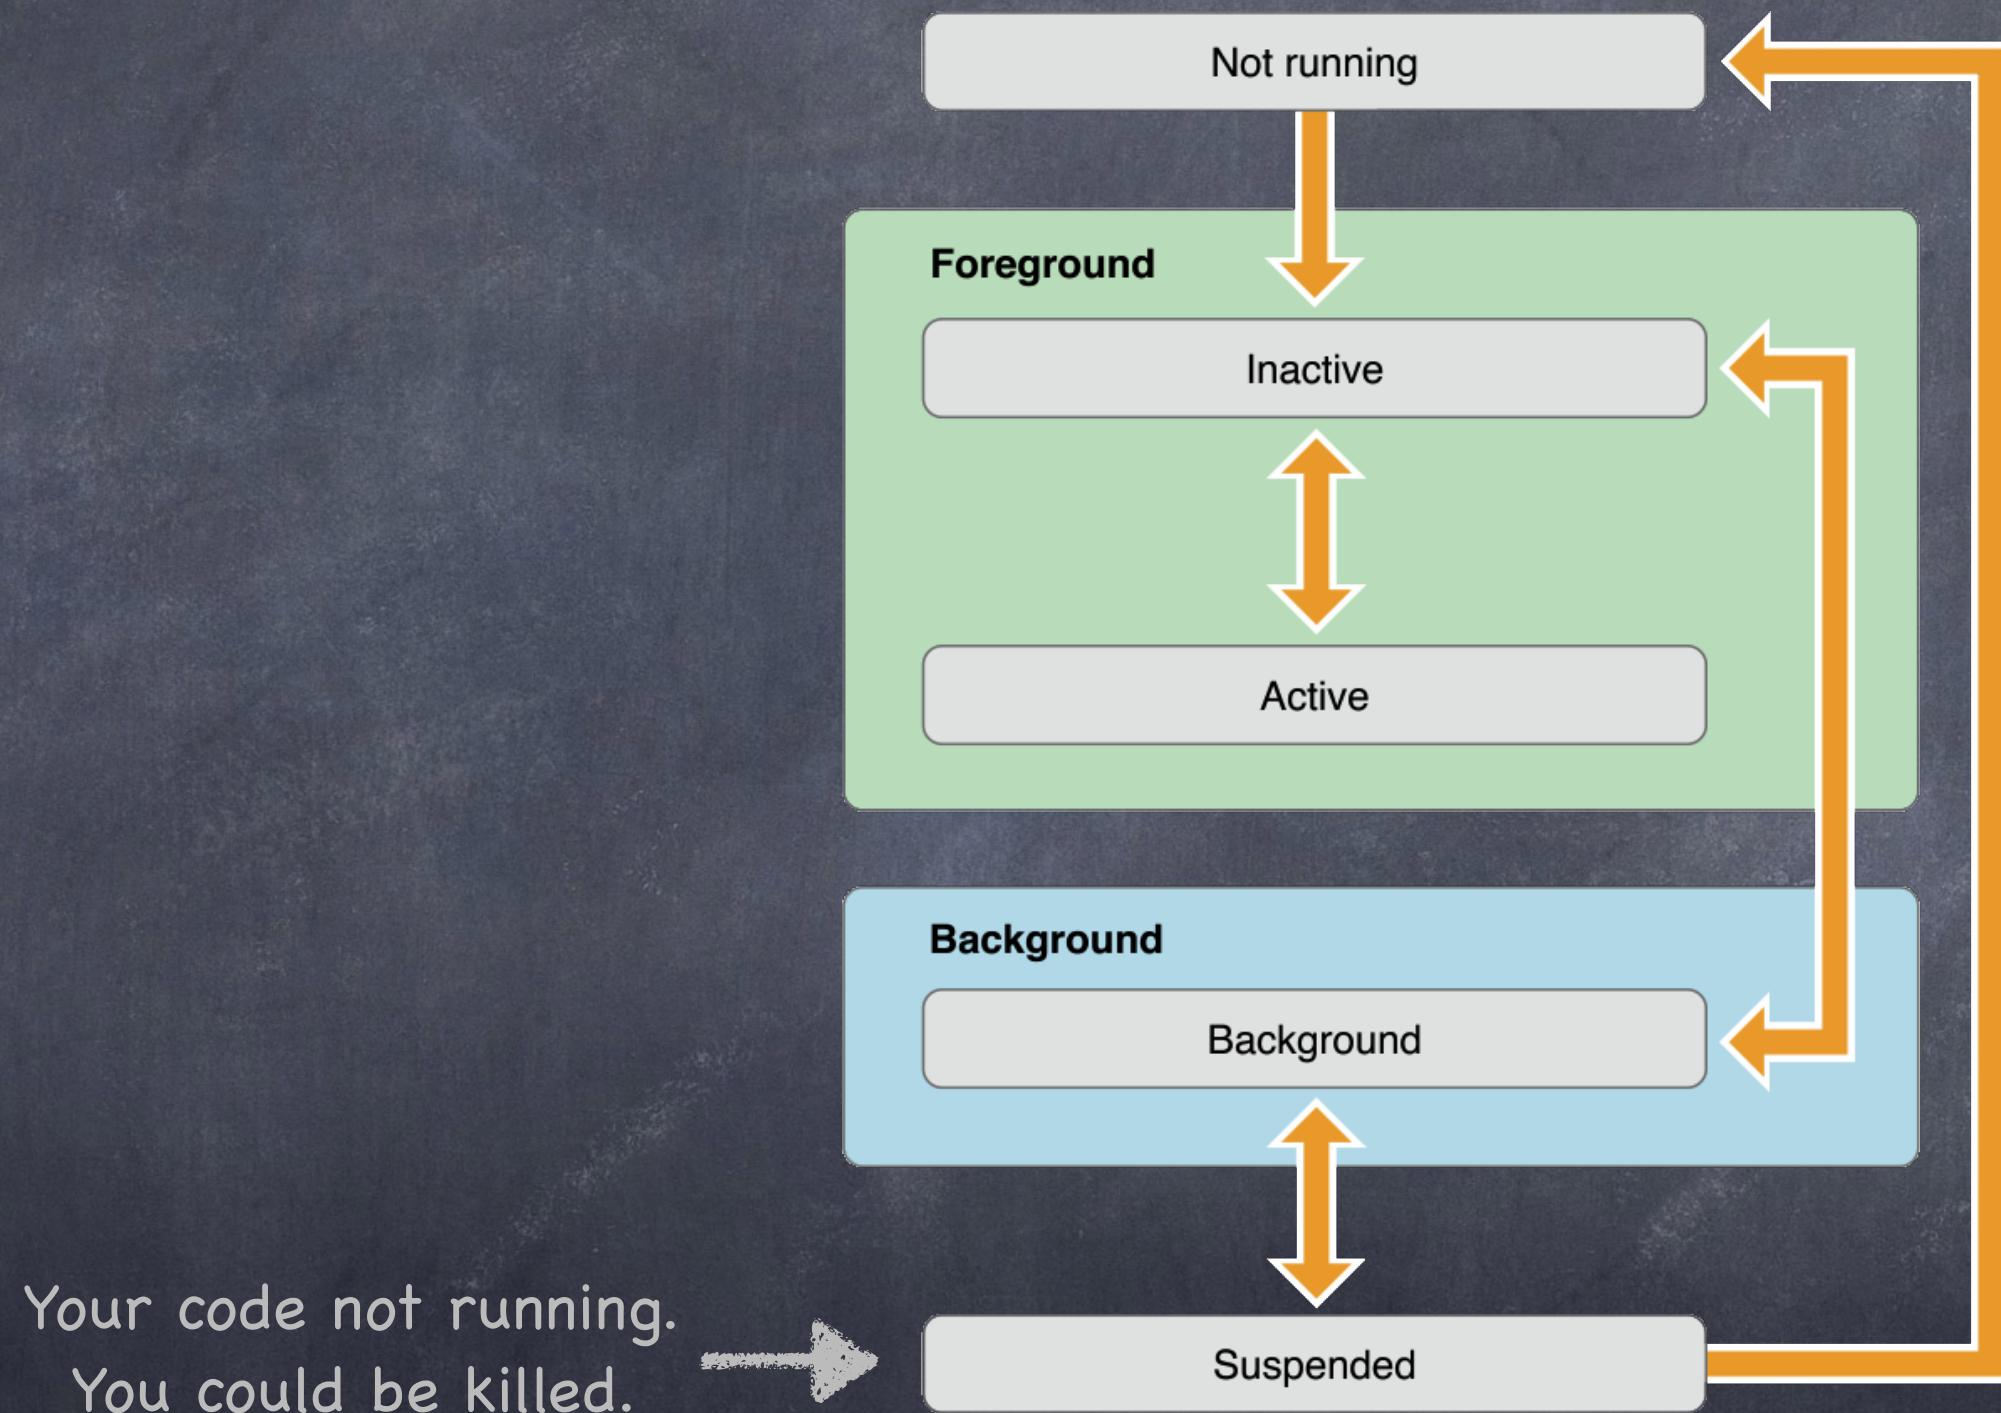 Not running
Foreground
Inactive
Active
Background
Background
Your code not running.
You could be killed.
Suspended